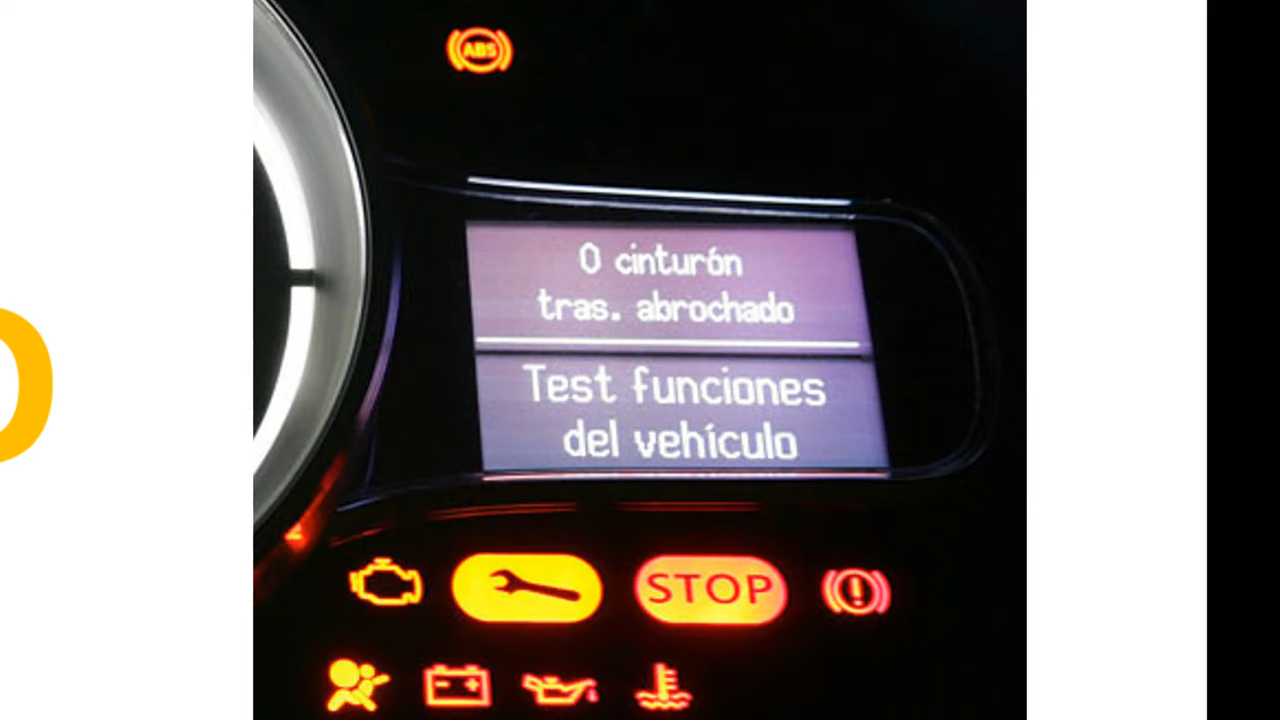 ABS
0 cinturón
tras. abrochado
Test funciones
del vehículo
STOP